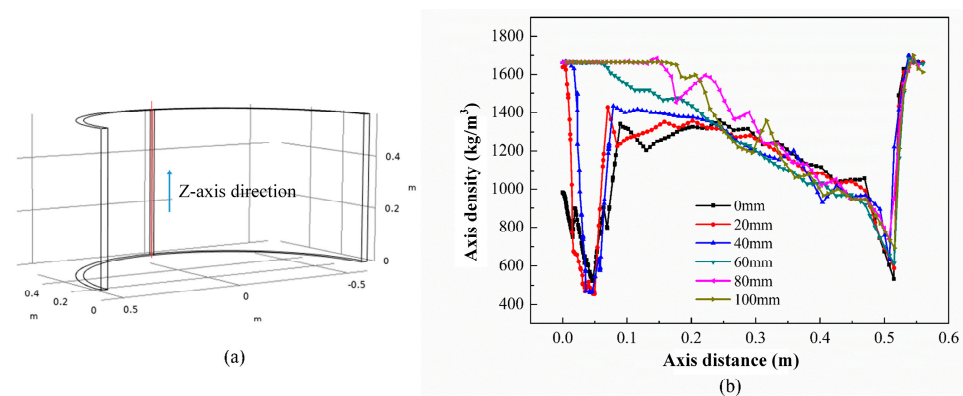 Z-axis direction
0.4
0.2
0
m
0.4
0.2
0
m
0.5
0
-0.5
m
(a)
1800
1600
1400
1200
1000
800
600
400
Axis density (kg/m³)
0mm
20mm
40mm
60mm
80mm
100mm
0.0 0.1 0.2 0.3 0.4 0.5 0.6
Axis distance (m)
(b)